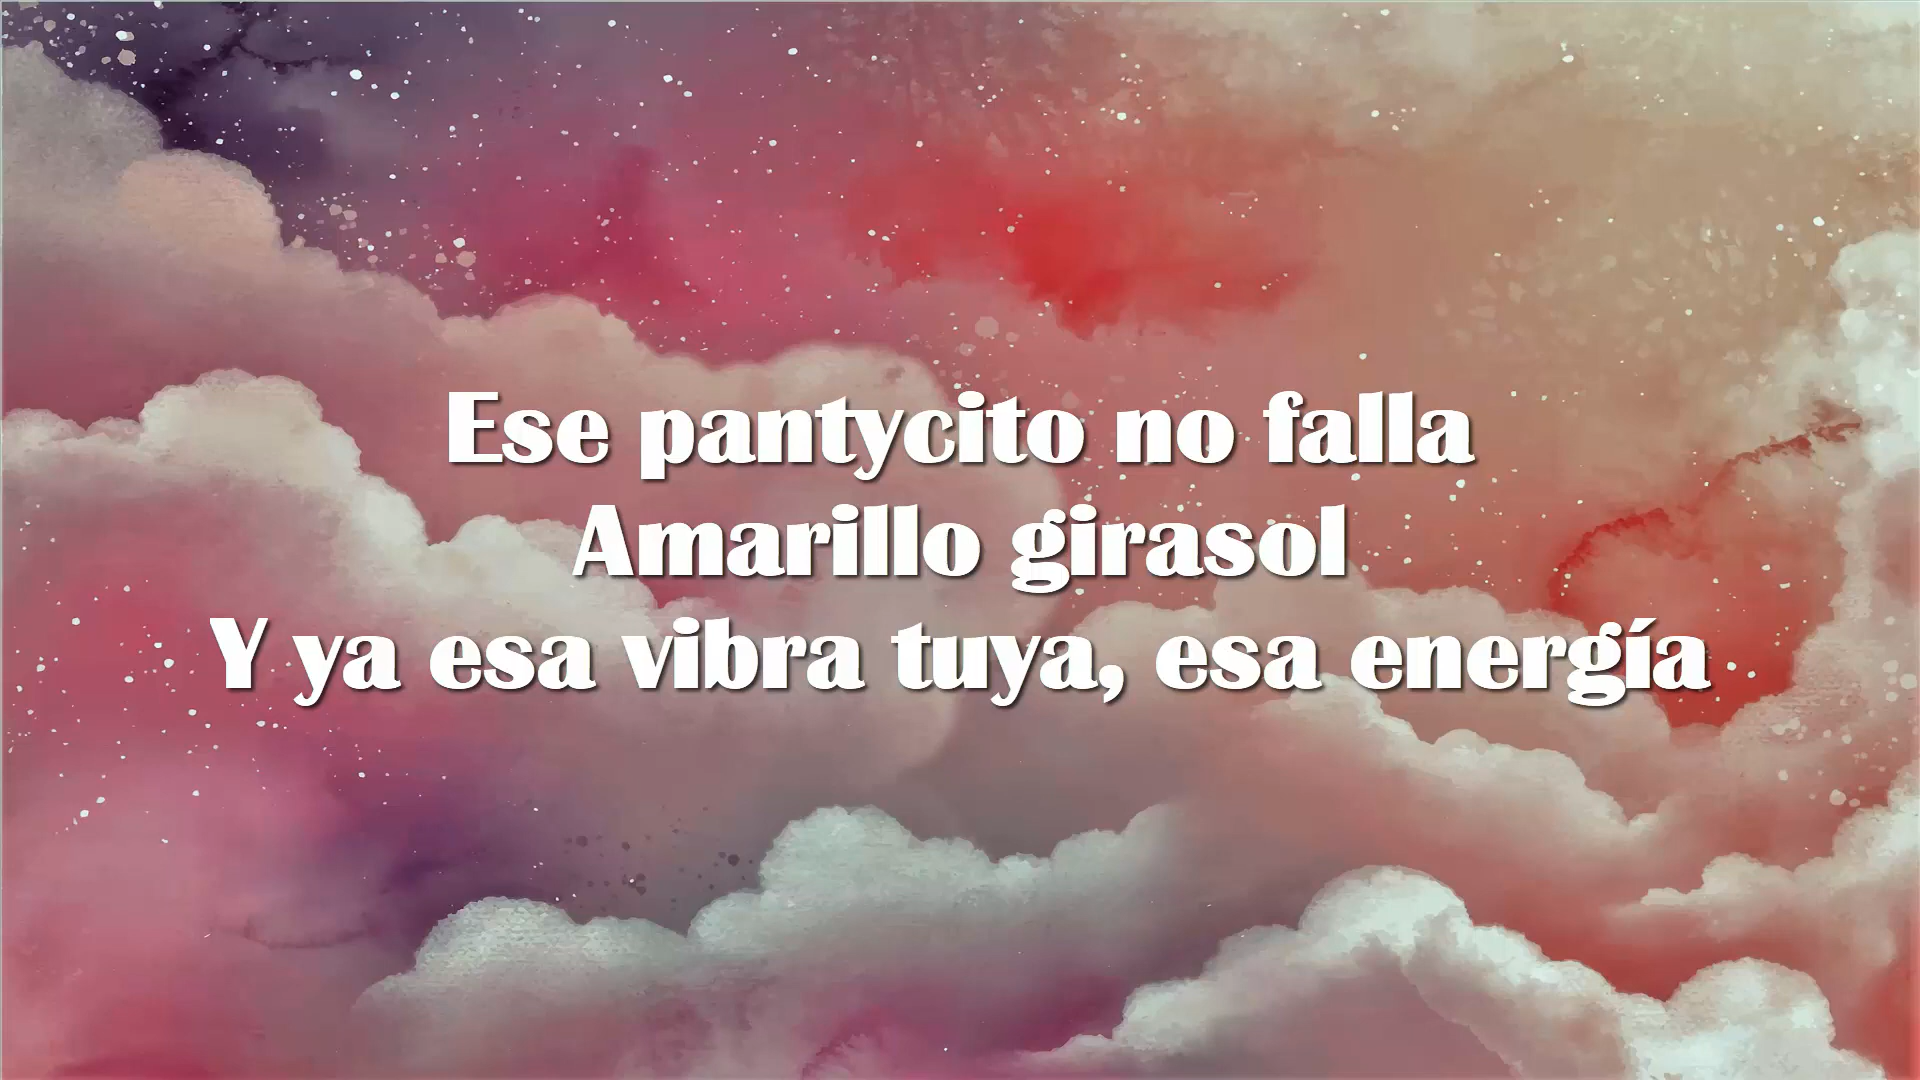 Ese pantycito no falla
Amarillo girasol
Y ya esa vibra tuya, esa energía